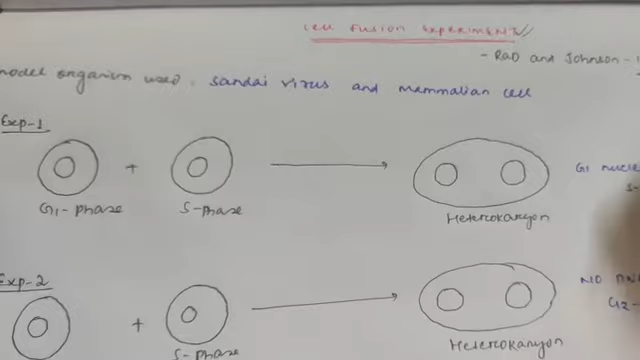 Cell Fusion Experiment
- Rao and Johnson -
model organism used. Sandai virus and mammalian cell
Exp-1
+
G1 nucle
S-
G1-phase S-phase Heterokaryon
Exp-2
+
NO
G2-
S-phase Heterokaryon